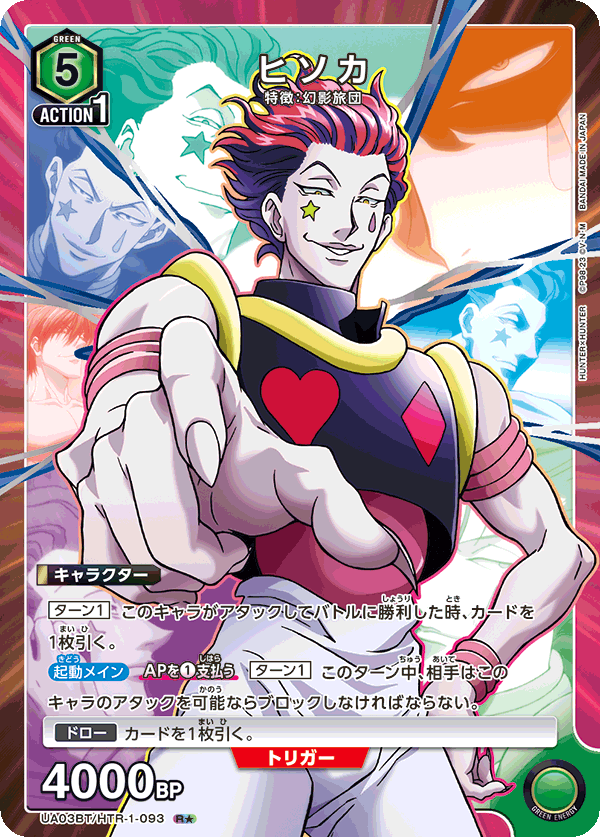 GREEN
5
ACTION1
ヒソカ
特徴:幻影旅団
HUNTER×HUNTER ©P98-23 ©V・N・M BANDAI MADE IN JAPAN
キャラクター
ターン1 このキャラがアタックしてバトルに勝利した時、カードを
1枚引く。
起動メイン APを❶支払う ターン1 このターン中、相手はこの
キャラのアタックを可能ならブロックしなければならない。
ドロー カードを1枚引く。
トリガー
4000BP
UA03BT/HTR-1-093 R★
GREEN ENERGY